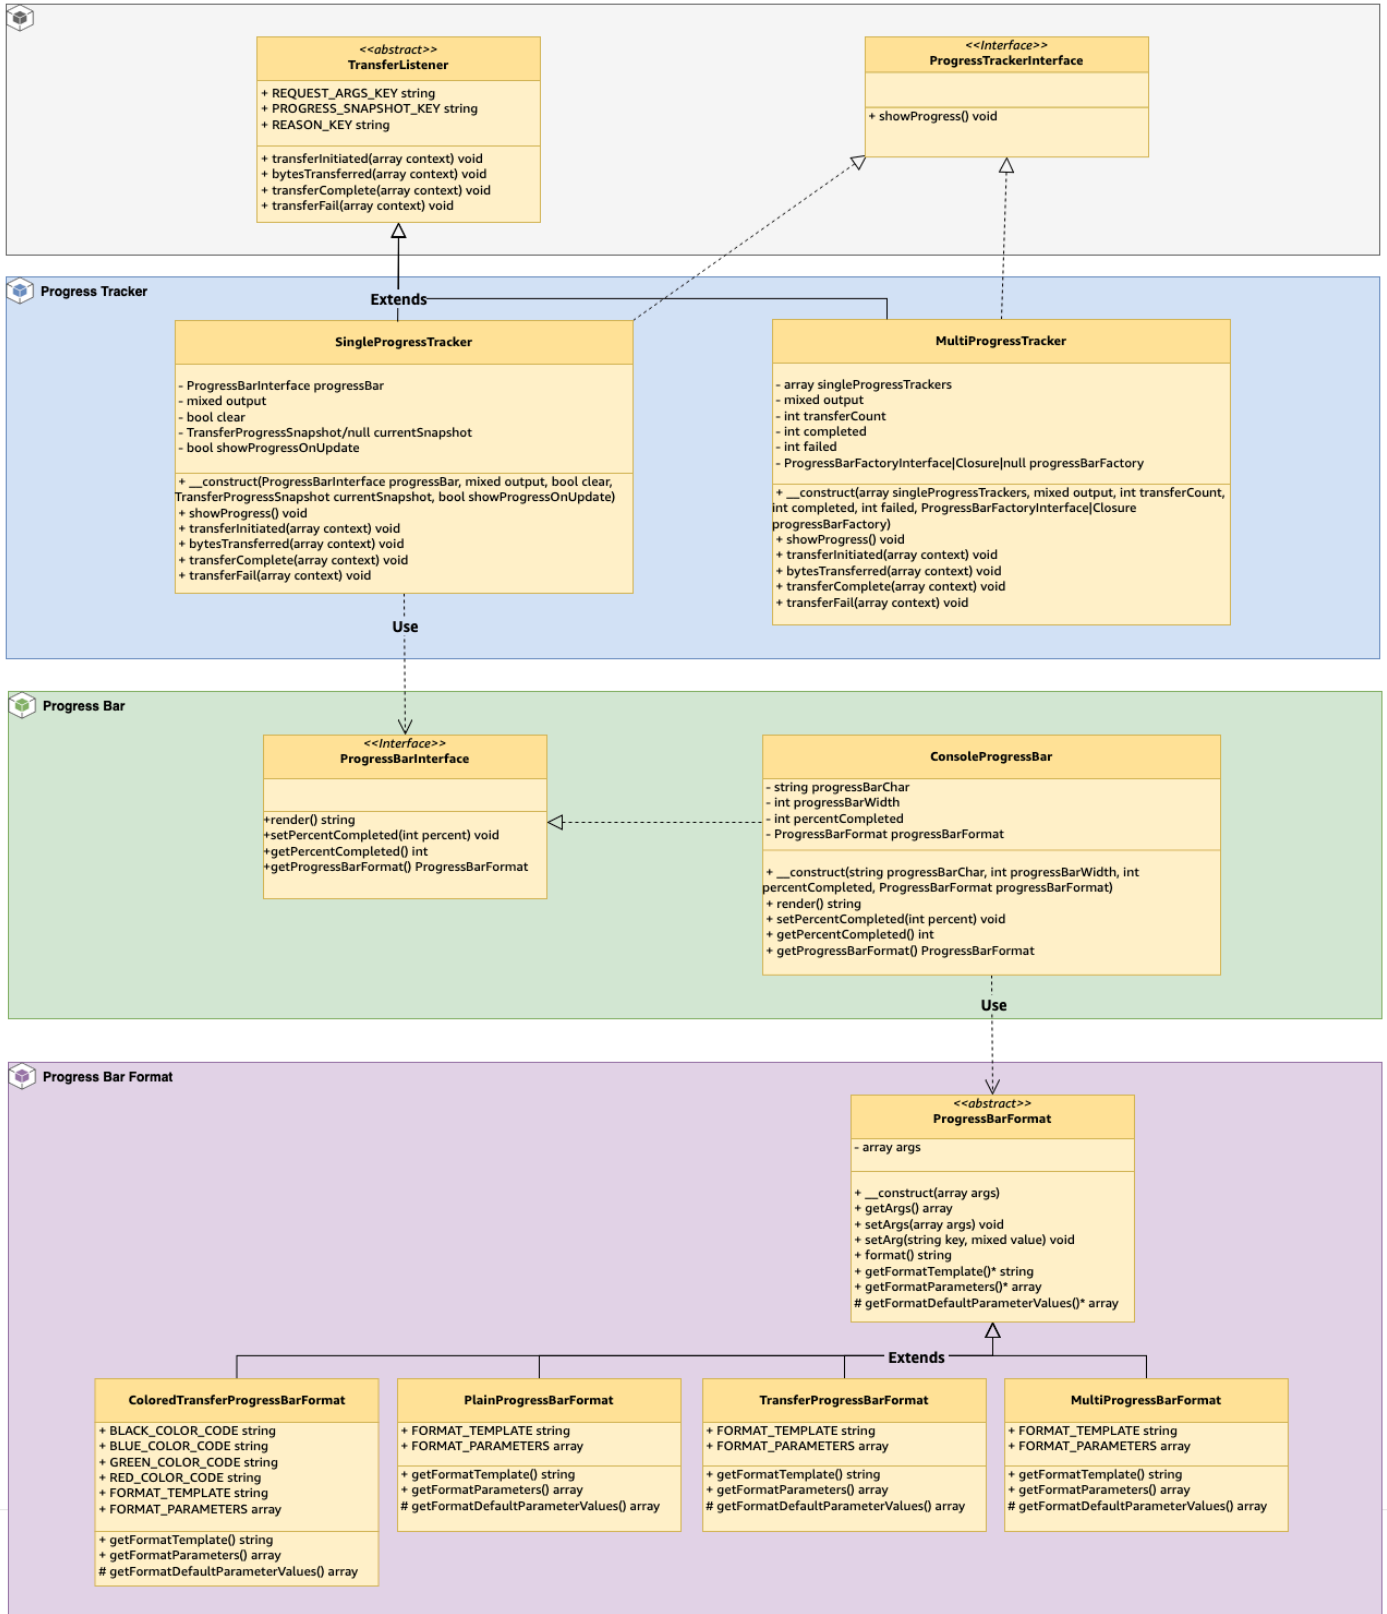 <<abstract>>
TransferListener
+ REQUEST_ARGS_KEY string
+ PROGRESS_SNAPSHOT_KEY string
+ REASON_KEY string
+ transferInitiated(array context) void
+ bytesTransferred(array context) void
+ transferComplete(array context) void
+ transferFail(array context) void
<<Interface>>
ProgressTrackerInterface
+ showProgress() void
Progress Tracker
Extends
SingleProgressTracker
- ProgressBarInterface progressBar
- mixed output
- bool clear
- TransferProgressSnapshot/null currentSnapshot
- bool showProgressOnUpdate
+ __construct(ProgressBarInterface progressBar, mixed output, bool clear,
TransferProgressSnapshot currentSnapshot, bool showProgressOnUpdate)
+ showProgress() void
+ transferInitiated(array context) void
+ bytesTransferred(array context) void
+ transferComplete(array context) void
+ transferFail(array context) void
MultiProgressTracker
- array singleProgressTrackers
- mixed output
- int transferCount
- int completed
- int failed
- ProgressBarFactoryInterface|Closure|null progressBarFactory
+ __construct(array singleProgressTrackers, mixed output, int transferCount,
int completed, int failed, ProgressBarFactoryInterface|Closure
progressBarFactory)
+ showProgress() void
+ transferInitiated(array context) void
+ bytesTransferred(array context) void
+ transferComplete(array context) void
+ transferFail(array context) void
Use
Progress Bar
<<Interface>>
ProgressBarInterface
+render() string
+setPercentCompleted(int percent) void
+getPercentCompleted() int
+getProgressBarFormat() ProgressBarFormat
ConsoleProgressBar
- string progressBarChar
- int progressBarWidth
- int percentCompleted
- ProgressBarFormat progressBarFormat
+ __construct(string progressBarChar, int progressBarWidth, int
percentCompleted, ProgressBarFormat progressBarFormat)
+ render() string
+ setPercentCompleted(int percent) void
+ getPercentCompleted() int
+ getProgressBarFormat() ProgressBarFormat
Use
Progress Bar Format
<<abstract>>
ProgressBarFormat
- array args
+ __construct(array args)
+ getArgs() array
+ setArgs(array args) void
+ setArg(string key, mixed value) void
+ format() string
+ getFormatTemplate()* string
+ getFormatParameters()* array
# getFormatDefaultParameterValues()* array
Extends
ColoredTransferProgressBarFormat
+ BLACK_COLOR_CODE string
+ BLUE_COLOR_CODE string
+ GREEN_COLOR_CODE string
+ RED_COLOR_CODE string
+ FORMAT_TEMPLATE string
+ FORMAT_PARAMETERS array
+ getFormatTemplate() string
+ getFormatParameters() array
# getFormatDefaultParameterValues() array
PlainProgressBarFormat
+ FORMAT_TEMPLATE string
+ FORMAT_PARAMETERS array
+ getFormatTemplate() string
+ getFormatParameters() array
# getFormatDefaultParameterValues() array
TransferProgressBarFormat
+ FORMAT_TEMPLATE string
+ FORMAT_PARAMETERS array
+ getFormatTemplate() string
+ getFormatParameters() array
# getFormatDefaultParameterValues() array
MultiProgressBarFormat
+ FORMAT_TEMPLATE string
+ FORMAT_PARAMETERS array
+ getFormatTemplate() string
+ getFormatParameters() array
# getFormatDefaultParameterValues() array